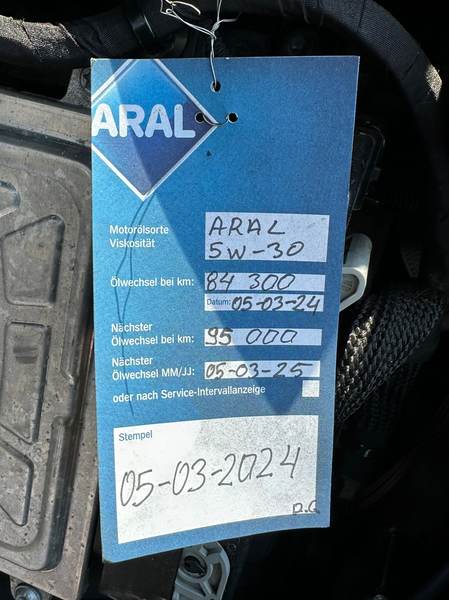 ARAL
Motorölsorte ARAL
Viskosität 5W-30
Ölwechsel bei km: 84 300
Datum: 05-03-24
Nächster
Ölwechsel bei km: 95 000
Nächster
Ölwechsel MM/JJ: 05-03-25
oder nach Service-Intervallanzeige
Stempel
05-03-2024